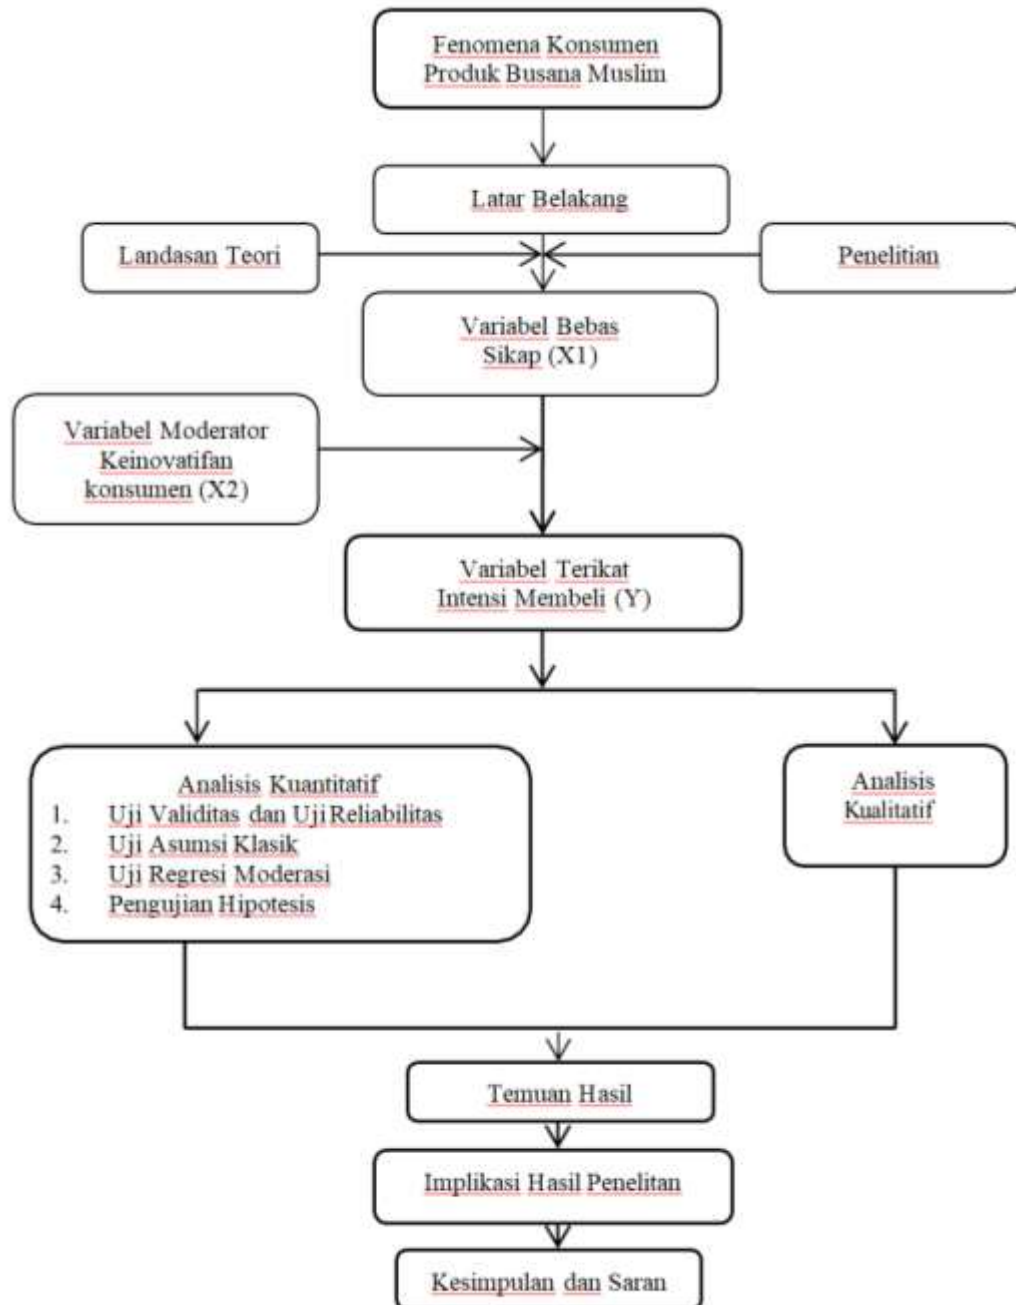 Fenomena Konsumen
Produk Busana Muslim
Latar Belakang
Landasan Teori
Penelitian
Variabel Bebas
Sikap (X1)
Variabel Moderator
Keinovatifan
konsumen (X2)
Variabel Terikat
Intensi Membeli (Y)
Analisis Kuantitatif
1. Uji Validitas dan Uji Reliabilitas
2. Uji Asumsi Klasik
3. Uji Regresi Moderasi
4. Pengujian Hipotesis
Analisis
Kualitatif
Temuan Hasil
Implikasi Hasil Penelitan
Kesimpulan dan Saran